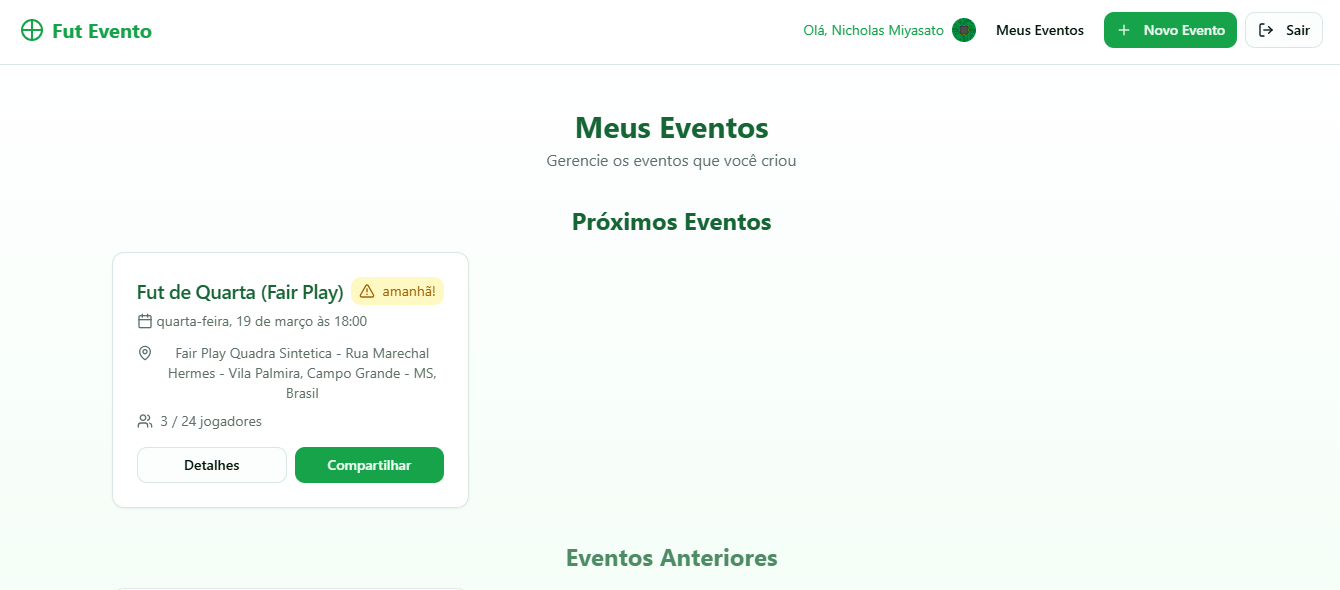 Fut Evento
Olá, Nicholas Miyasato
Meus Eventos
Novo Evento
Sair
Meus Eventos
Gerencie os eventos que você criou
Próximos Eventos
Fut de Quarta (Fair Play)
amanhã!
quarta-feira, 19 de março às 18:00
Fair Play Quadra Sintetica - Rua Marechal
Hermes - Vila Palmira, Campo Grande - MS,
Brasil
3 / 24 jogadores
Detalhes
Compartilhar
Eventos Anteriores